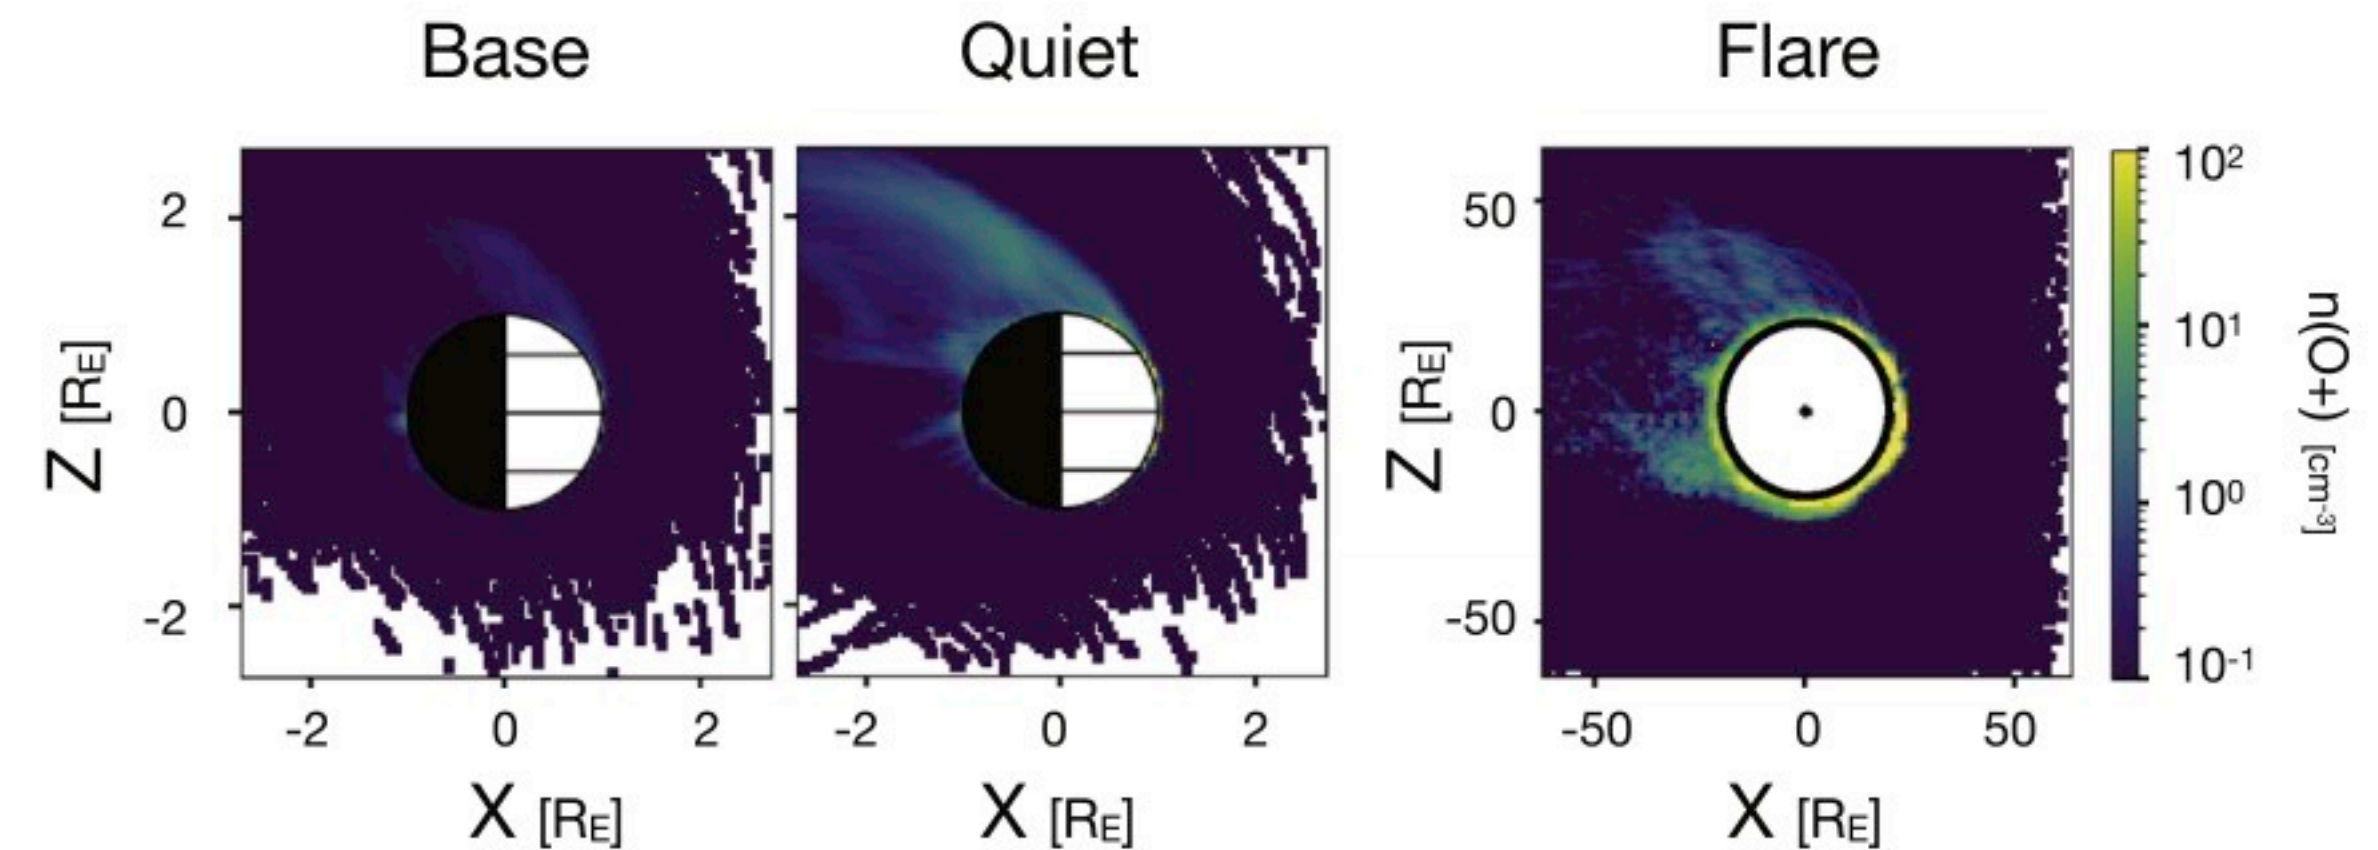 Base
Quiet
Flare
Z [RE]
2
0
-2
-2
0
2
X [RE]
-2
0
2
X [RE]
Z [RE]
50
0
-50
-50
0
50
X [RE]
10²
10¹
10⁰
10⁻¹
n(O+) [cm⁻³]